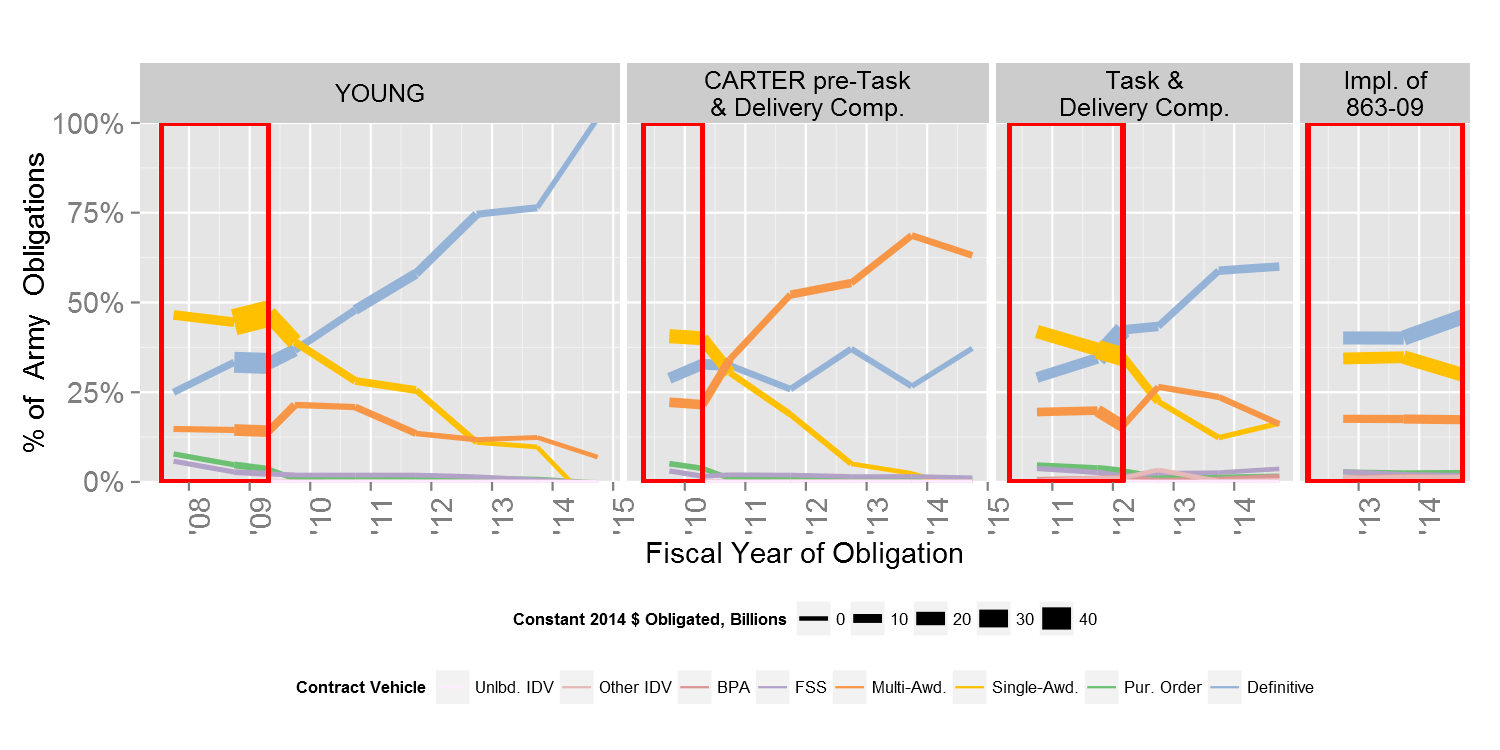 YOUNG
CARTER pre-Task
& Delivery Comp.
Task &
Delivery Comp.
Impl. of
863-09
100%
75%
50%
25%
0%
% of Army Obligations
'08 '09 '10 '11 '12 '13 '14 '15
'10 '11 '12 '13 '14 '15
'11 '12 '13 '14
'13 '14
Fiscal Year of Obligation
Constant 2014 $ Obligated, Billions 0 10 20 30 40
Contract Vehicle Unlbd. IDV Other IDV BPA FSS Multi-Awd. Single-Awd. Pur. Order Definitive